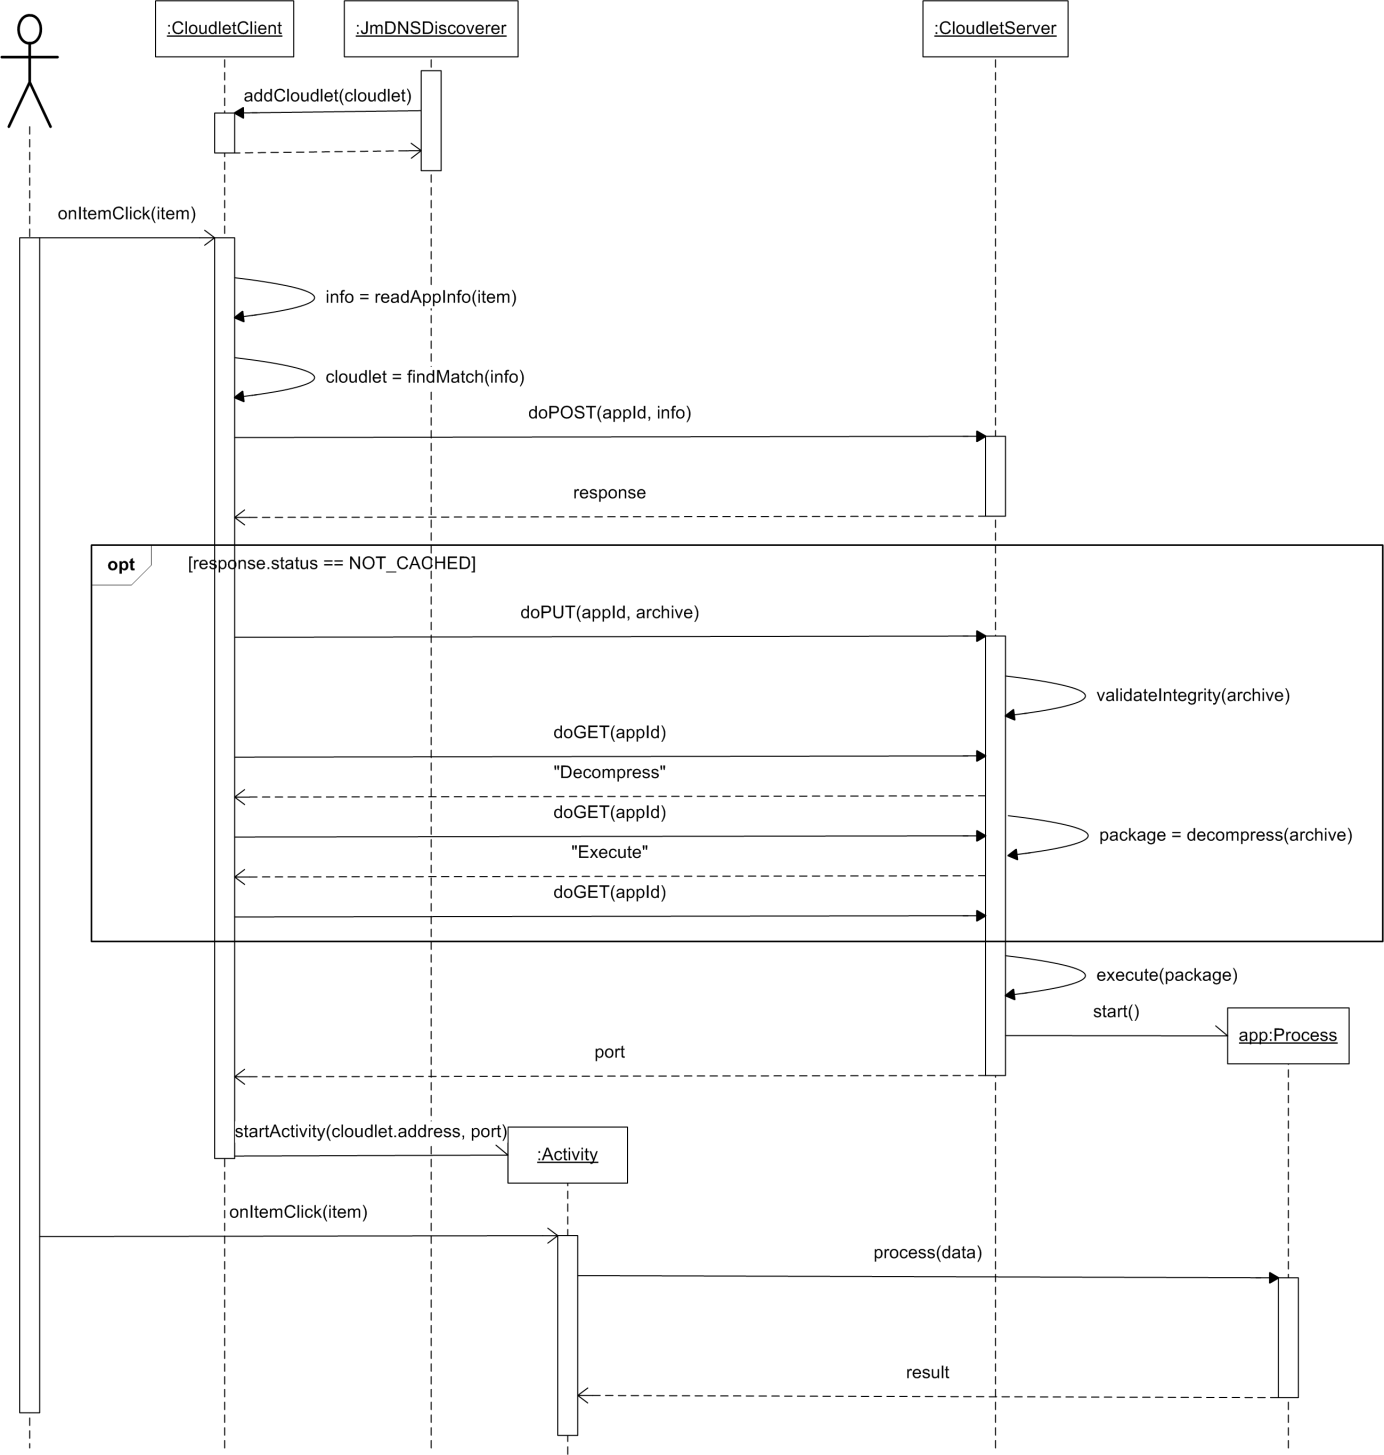 :CloudletClient
:JmDNSDiscoverer
:CloudletServer
addCloudlet(cloudlet)
onItemClick(item)
info = readAppInfo(item)
cloudlet = findMatch(info)
doPOST(appId, info)
response
opt
[response.status == NOT_CACHED]
doPUT(appId, archive)
validateIntegrity(archive)
doGET(appId)
"Decompress"
doGET(appId)
package = decompress(archive)
"Execute"
doGET(appId)
execute(package)
start()
app:Process
port
startActivity(cloudlet.address, port)
:Activity
onItemClick(item)
process(data)
result